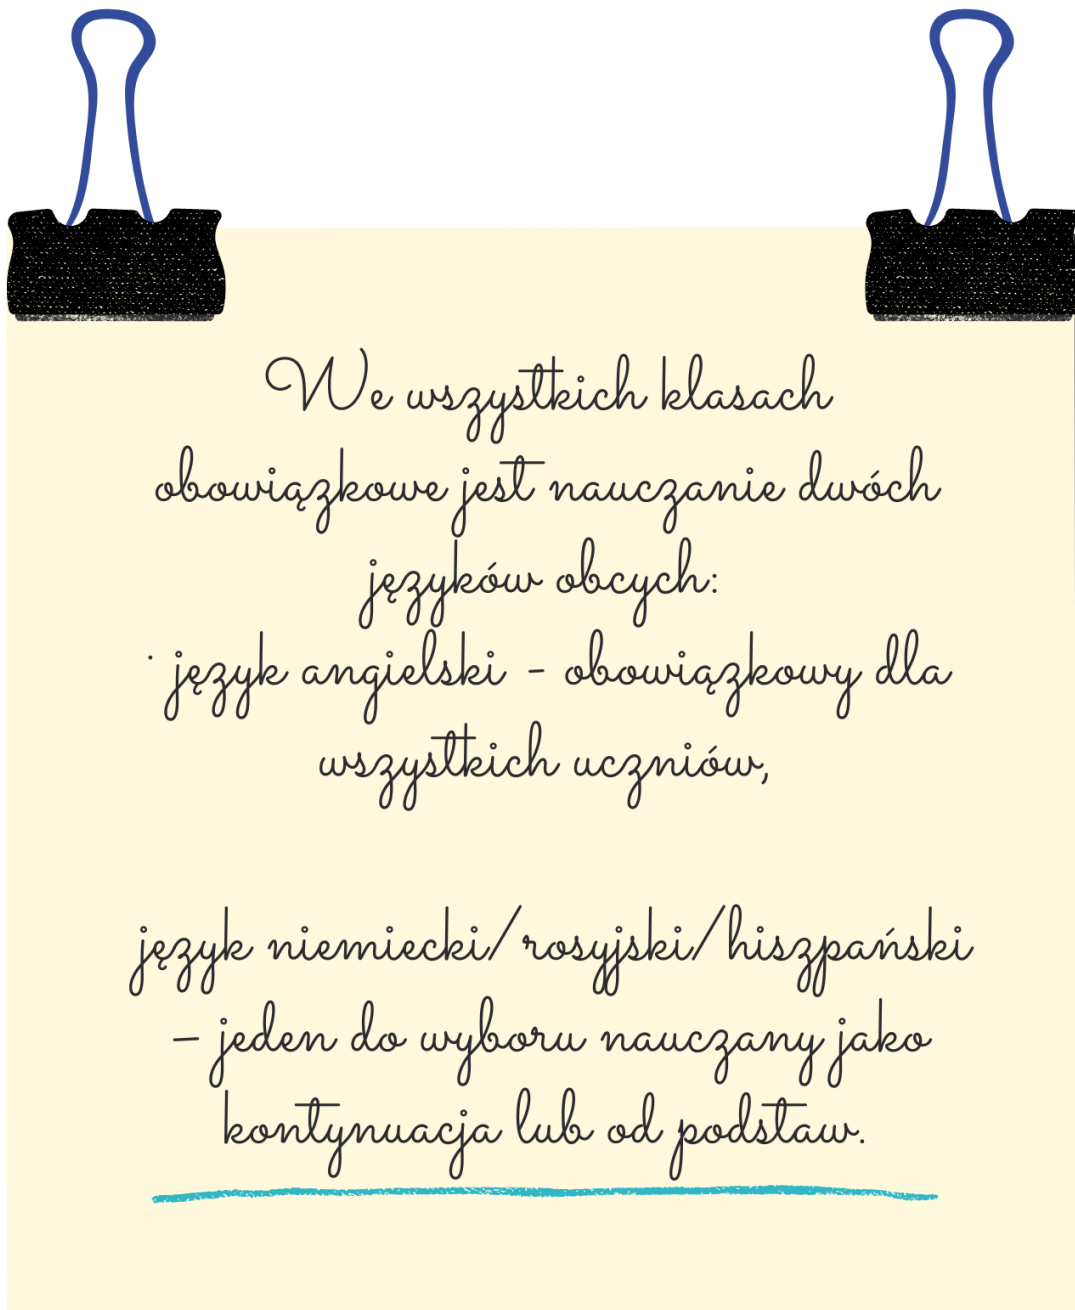 We wszystkich klasach
obowiązkowe jest nauczanie dwóch
języków obcych:
· język angielski - obowiązkowy dla
wszystkich uczniów,
język niemiecki/rosyjski/hiszpański
– jeden do wyboru nauczany jako
kontynuacja lub od podstaw.